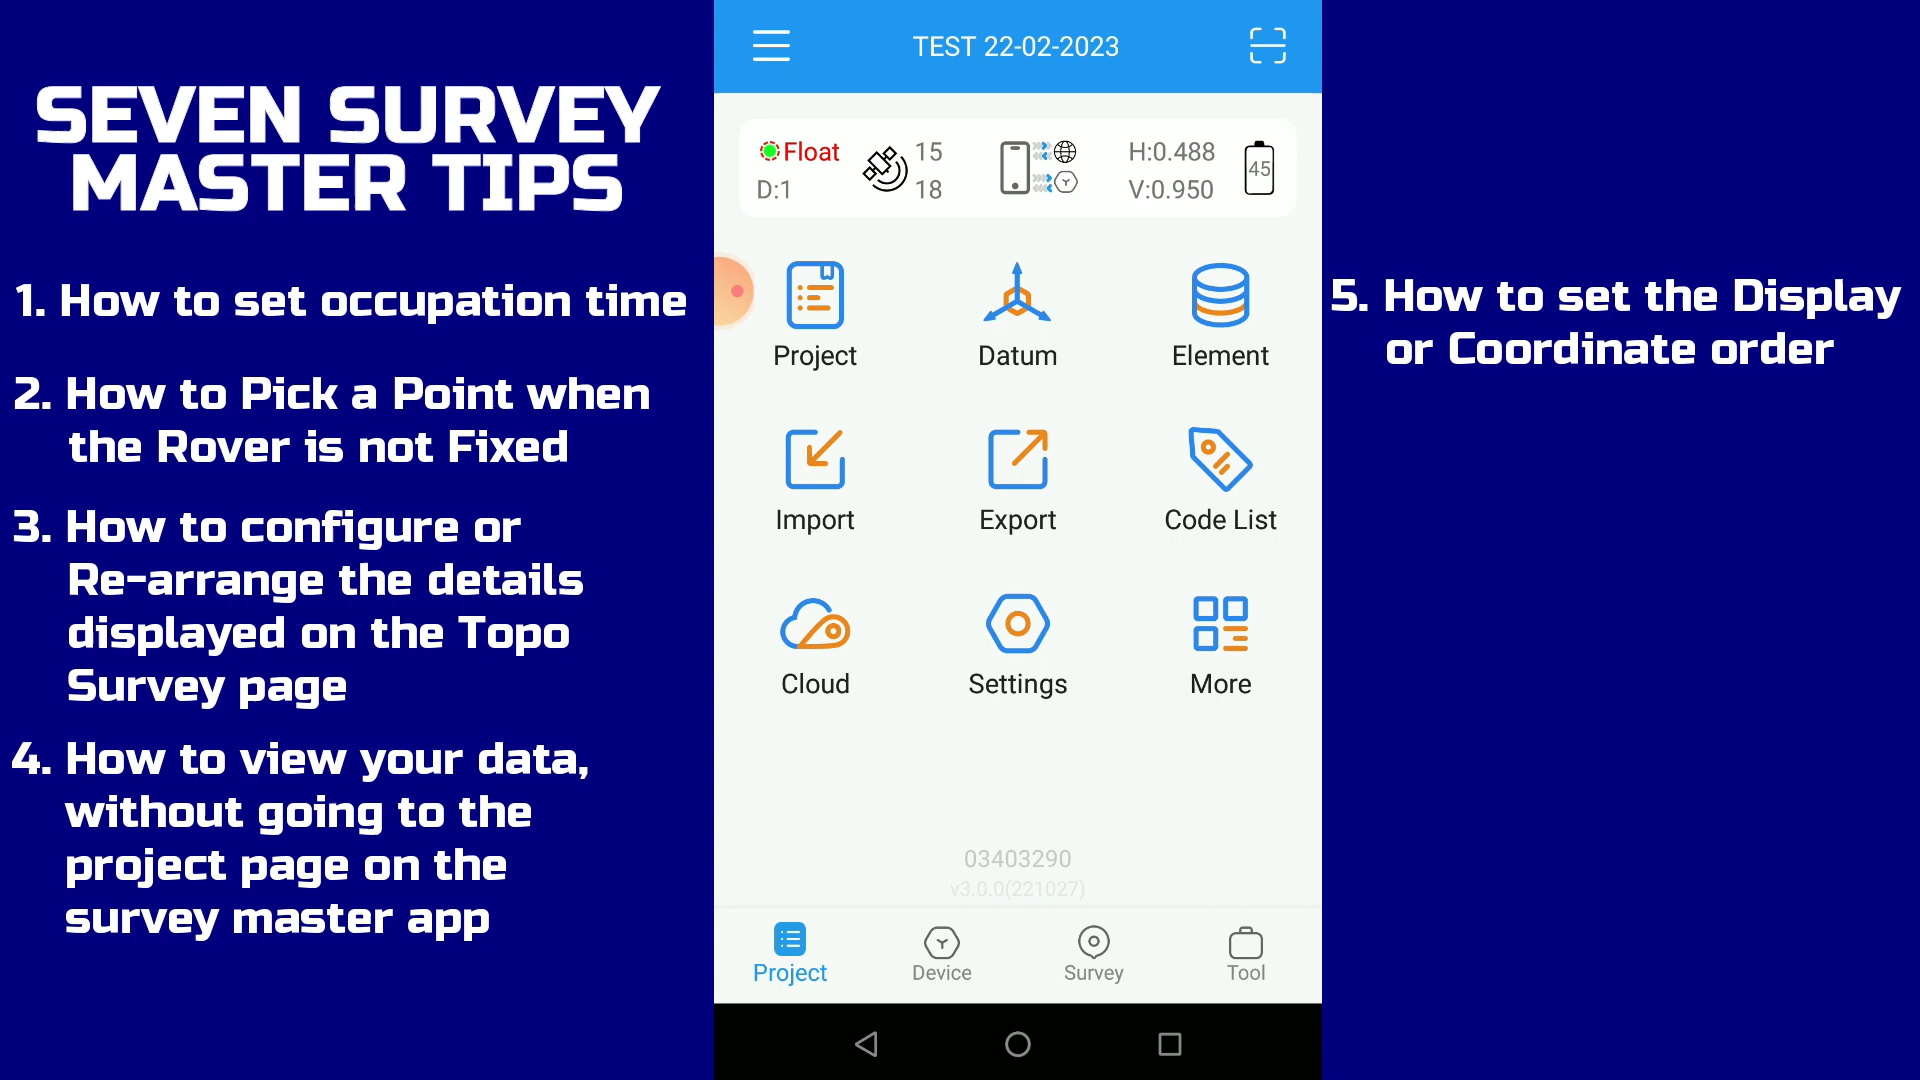 SEVEN SURVEY
MASTER TIPS
1. How to set occupation time
2. How to Pick a Point when
the Rover is not Fixed
3. How to configure or
Re-arrange the details
displayed on the Topo
Survey page
4. How to view your data,
without going to the
project page on the
survey master app
TEST 22-02-2023
Float
D:1
15
18
H:0.488
V:0.950
45
Project
Datum
Element
Import
Export
Code List
Cloud
Settings
More
03403290
v3.0.0(221027)
Project
Device
Survey
Tool
5. How to set the Display
or Coordinate order